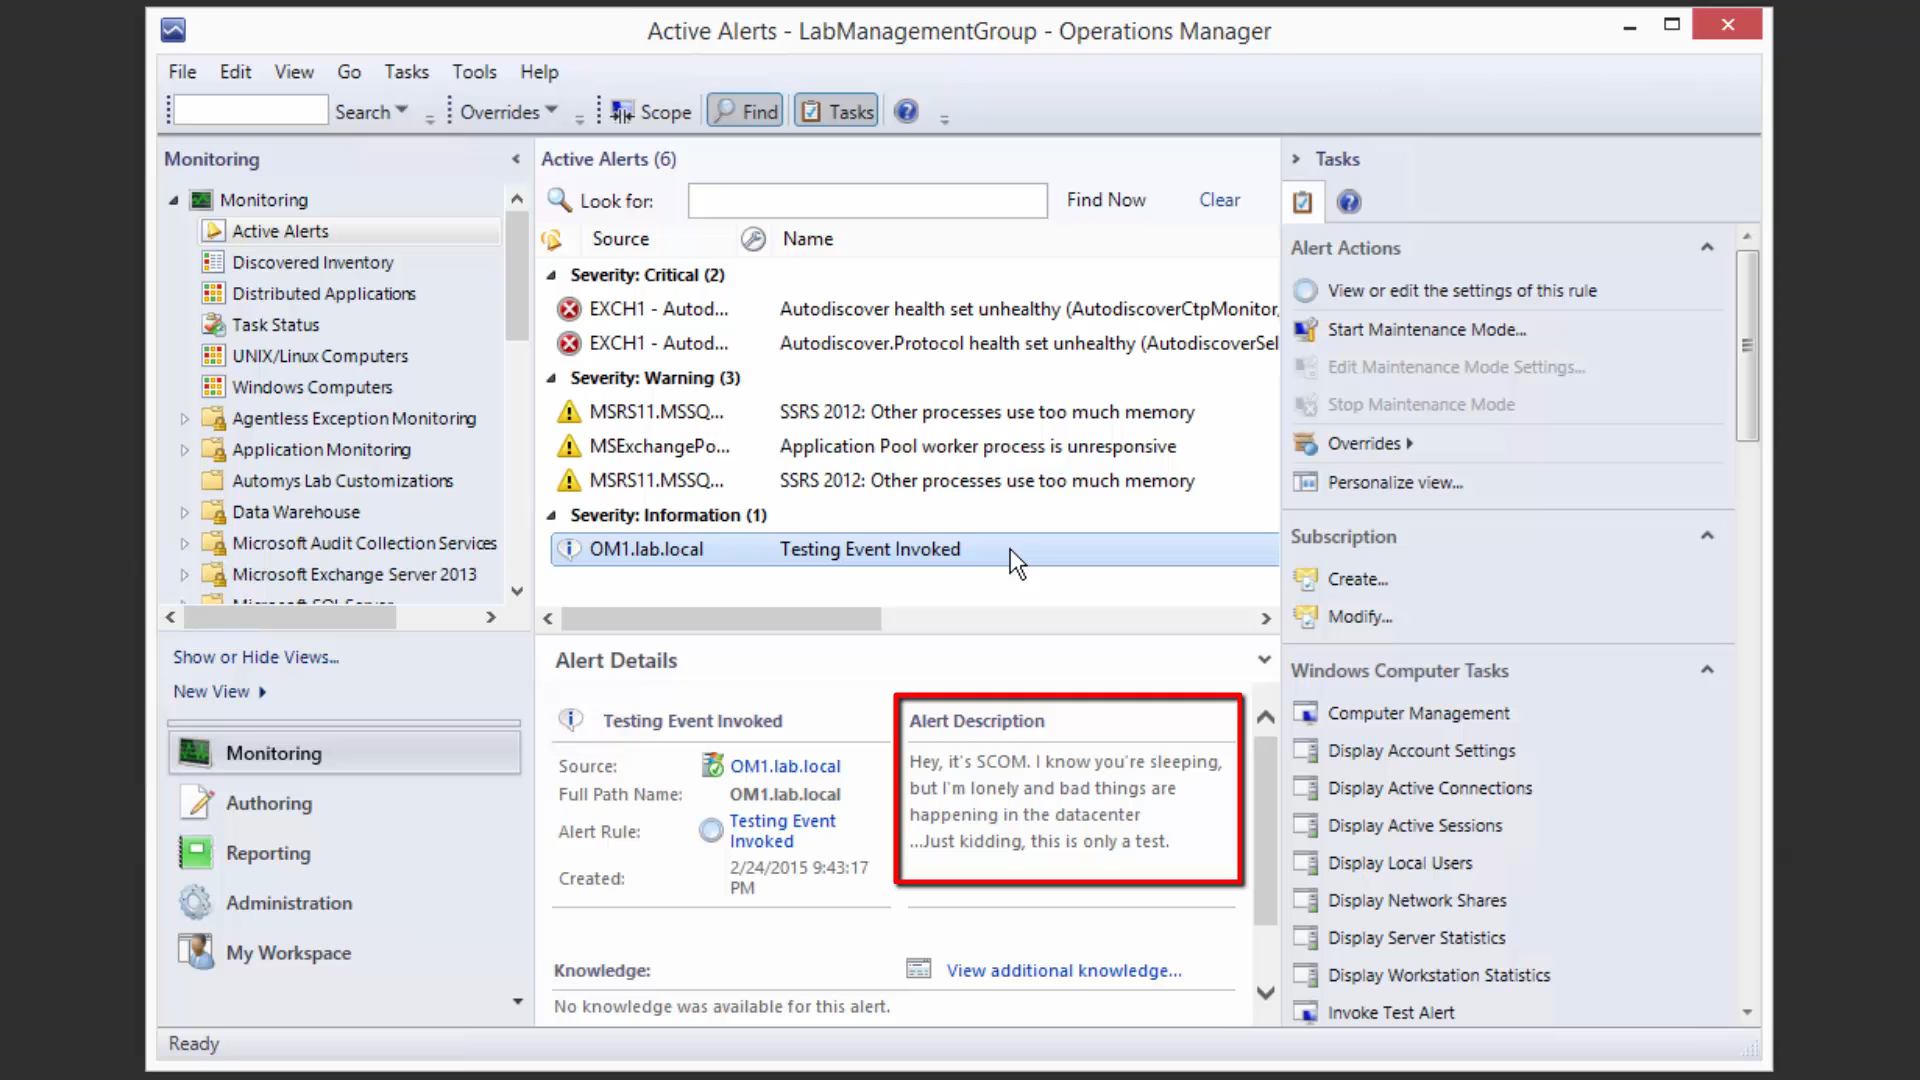 Active Alerts - LabManagementGroup - Operations Manager
File Edit View Go Tasks Tools Help
Search Overrides Scope Find Tasks
Monitoring
Monitoring
Active Alerts
Discovered Inventory
Distributed Applications
Task Status
UNIX/Linux Computers
Windows Computers
Agentless Exception Monitoring
Application Monitoring
Automys Lab Customizations
Data Warehouse
Microsoft Audit Collection Services
Microsoft Exchange Server 2013
Show or Hide Views...
New View
Monitoring
Authoring
Reporting
Administration
My Workspace
Active Alerts (6)
Look for: Find Now Clear
Source Name
Severity: Critical (2)
EXCH1 - Autod... Autodiscover health set unhealthy (AutodiscoverCtpMonitor,
EXCH1 - Autod... Autodiscover.Protocol health set unhealthy (AutodiscoverSel
Severity: Warning (3)
MSRS11.MSSQ... SSRS 2012: Other processes use too much memory
MSExchangePo... Application Pool worker process is unresponsive
MSRS11.MSSQ... SSRS 2012: Other processes use too much memory
Severity: Information (1)
OM1.lab.local Testing Event Invoked
Alert Details
Testing Event Invoked
Source: OM1.lab.local
Full Path Name: OM1.lab.local
Alert Rule: Testing Event
Invoked
Created: 2/24/2015 9:43:17
PM
Alert Description
Hey, it's SCOM. I know you're sleeping,
but I'm lonely and bad things are
happening in the datacenter
...Just kidding, this is only a test.
Knowledge: View additional knowledge...
No knowledge was available for this alert.
Tasks
Alert Actions
View or edit the settings of this rule
Start Maintenance Mode...
Edit Maintenance Mode Settings...
Stop Maintenance Mode
Overrides
Personalize view...
Subscription
Create...
Modify...
Windows Computer Tasks
Computer Management
Display Account Settings
Display Active Connections
Display Active Sessions
Display Local Users
Display Network Shares
Display Server Statistics
Display Workstation Statistics
Invoke Test Alert
Ready